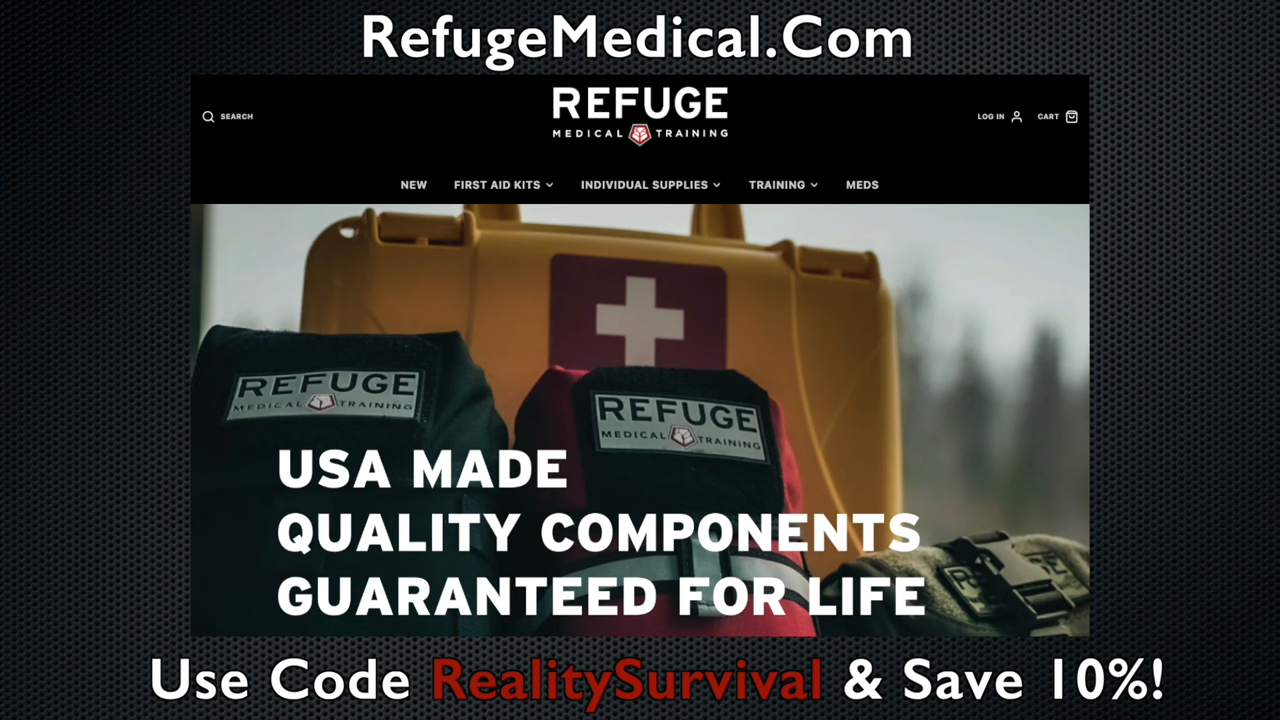 RefugeMedical.Com
SEARCH
REFUGE
MEDICAL TRAINING
LOG IN
CART
NEW
FIRST AID KITS
INDIVIDUAL SUPPLIES
TRAINING
MEDS
REFUGE
MEDICAL TRAINING
REFUGE
MEDICAL TRAINING
USA MADE
QUALITY COMPONENTS
GUARANTEED FOR LIFE
Use Code RealitySurvival & Save 10%!